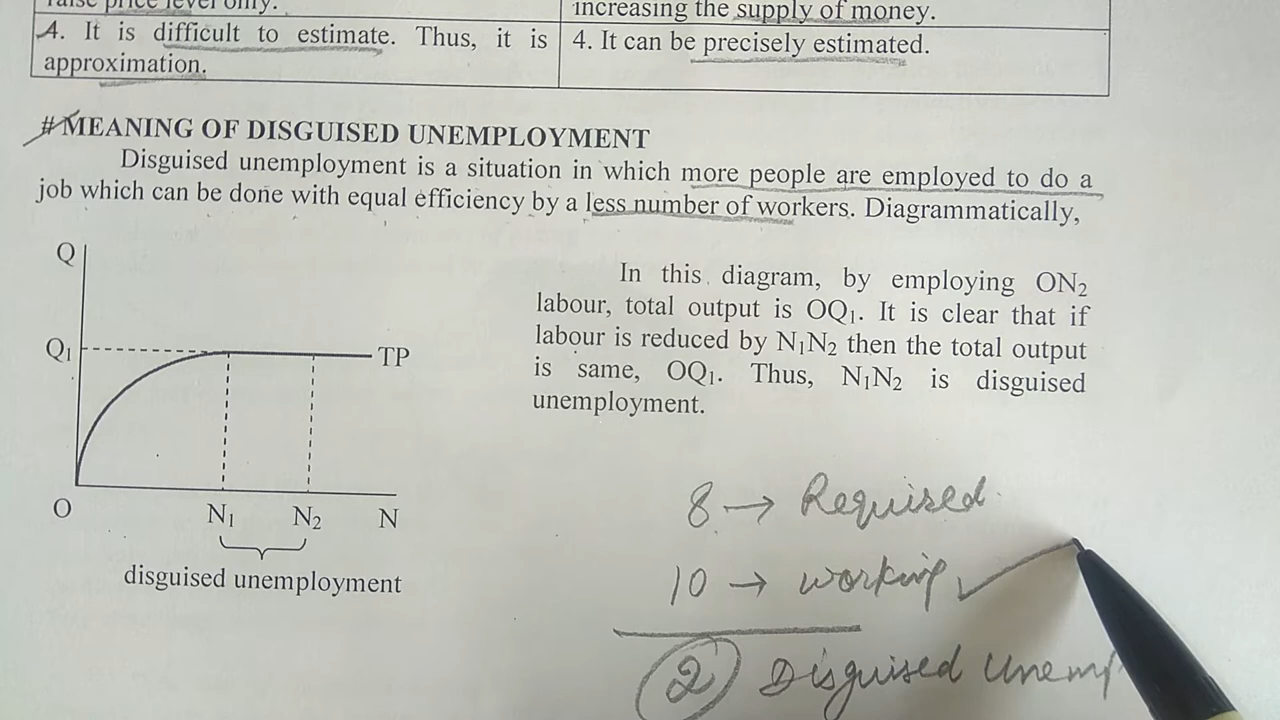 raise price level only.
increasing the supply of money.
4. It is difficult to estimate. Thus, it is
approximation.
4. It can be precisely estimated.
# MEANING OF DISGUISED UNEMPLOYMENT
Disguised unemployment is a situation in which more people are employed to do a
job which can be done with equal efficiency by a less number of workers. Diagrammatically,
Q
Q1
TP
O
N1
N2
N
disguised unemployment
In this diagram, by employing ON2
labour, total output is OQ1. It is clear that if
labour is reduced by N1N2 then the total output
is same, OQ1. Thus, N1N2 is disguised
unemployment.
8 → Required
10 → working ✓
2 Disguised Unemp